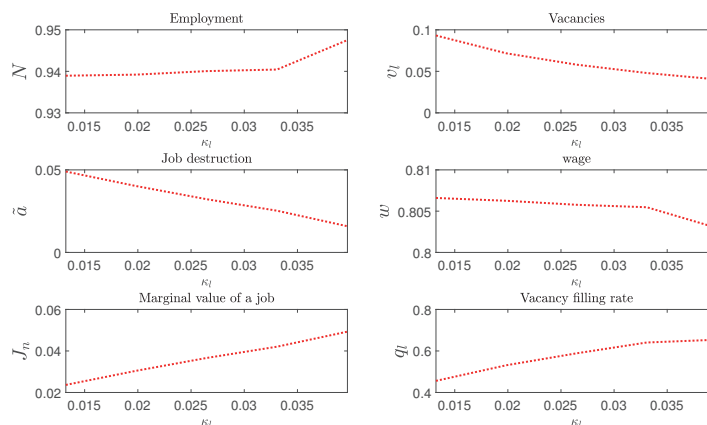 Employment
0.95
0.94
0.93
N
0.015 0.02 0.025 0.03 0.035
κl
Vacancies
0.1
0.05
0
vl
0.015 0.02 0.025 0.03 0.035
κl
Job destruction
0.05
0
ã
0.015 0.02 0.025 0.03 0.035
κl
wage
0.81
0.805
0.8
w
0.015 0.02 0.025 0.03 0.035
κl
Marginal value of a job
0.06
0.04
0.02
Jn
0.015 0.02 0.025 0.03 0.035
κl
Vacancy filling rate
0.8
0.6
0.4
ql
0.015 0.02 0.025 0.03 0.035
κl